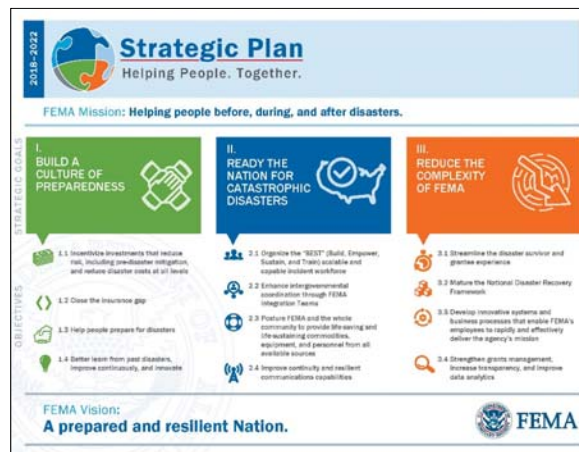 2018–2022
Strategic Plan
Helping People. Together.
FEMA Mission: Helping people before, during, and after disasters.
STRATEGIC GOALS
I.
BUILD A
CULTURE OF
PREPAREDNESS
II.
READY THE
NATION FOR
CATASTROPHIC
DISASTERS
III.
REDUCE THE
COMPLEXITY
OF FEMA
OBJECTIVES
1.1 Incentivize investments that reduce
risk, including pre-disaster mitigation,
and reduce disaster costs at all levels
1.2 Close the insurance gap
1.3 Help people prepare for disasters
1.4 Better learn from past disasters,
improve continuously, and innovate
2.1 Organize the "BEST" (Build, Empower,
Sustain, and Train) scalable and
capable incident workforce
2.2 Enhance intergovernmental
coordination through FEMA
Integration Teams
2.3 Posture FEMA and the whole
community to provide life-saving and
life-sustaining commodities,
equipment, and personnel from all
available sources
2.4 Improve continuity and resilient
communications capabilities
3.1 Streamline the disaster survivor and
grantee experience
3.2 Mature the National Disaster Recovery
Framework
3.3 Develop innovative systems and
business processes that enable FEMA's
employees to rapidly and effectively
deliver the agency's mission
3.4 Strengthen grants management,
increase transparency, and improve
data analytics
FEMA Vision:
A prepared and resilient Nation.
FEMA